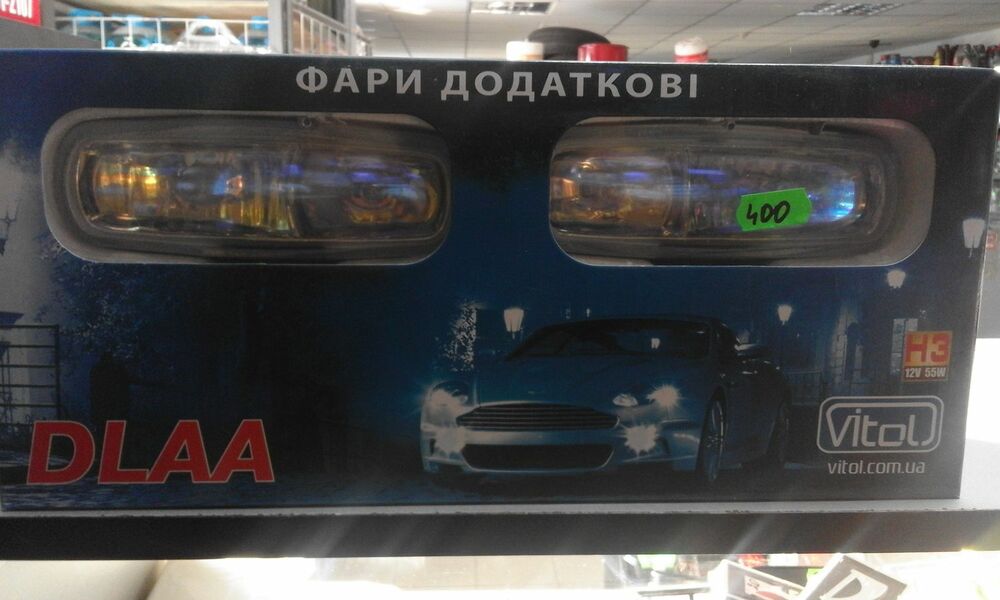 ФАРИ ДОДАТКОВІ
400
H3
12V 55W
DLAA
Vitol
vitol.com.ua